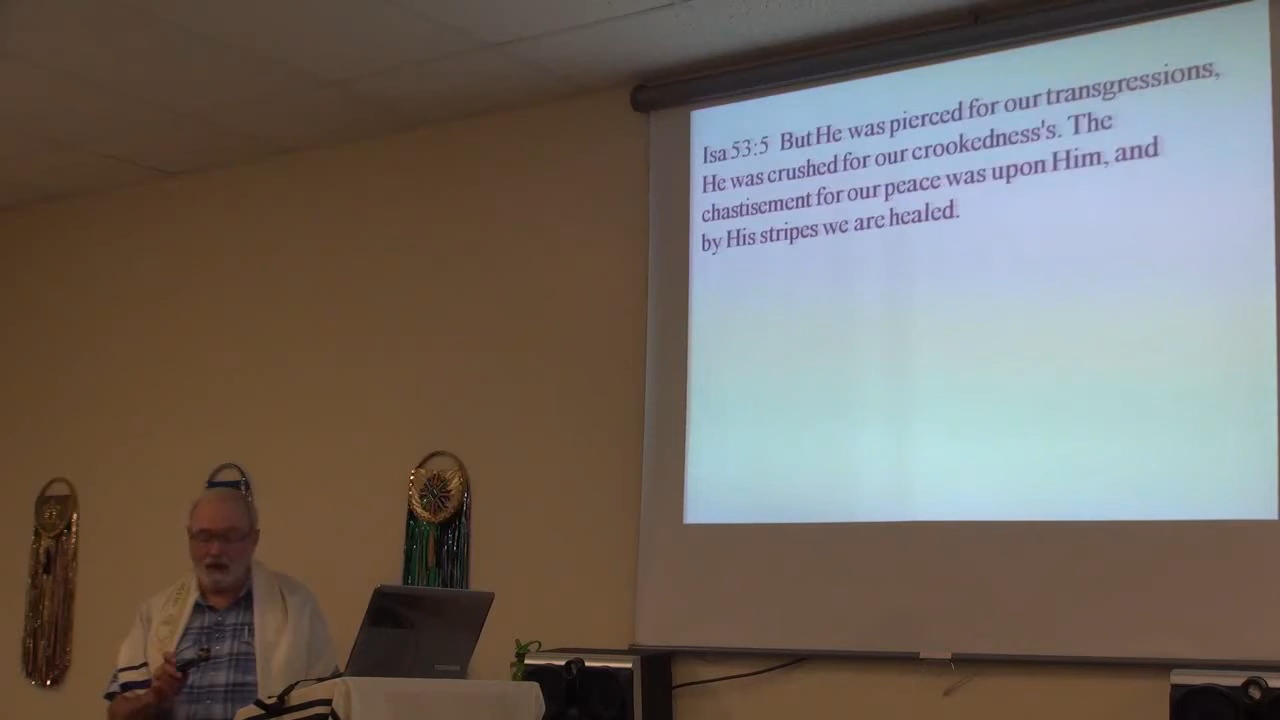 Isa 53:5 But He was pierced for our transgressions,
He was crushed for our crookedness's. The
chastisement for our peace was upon Him, and
by His stripes we are healed.